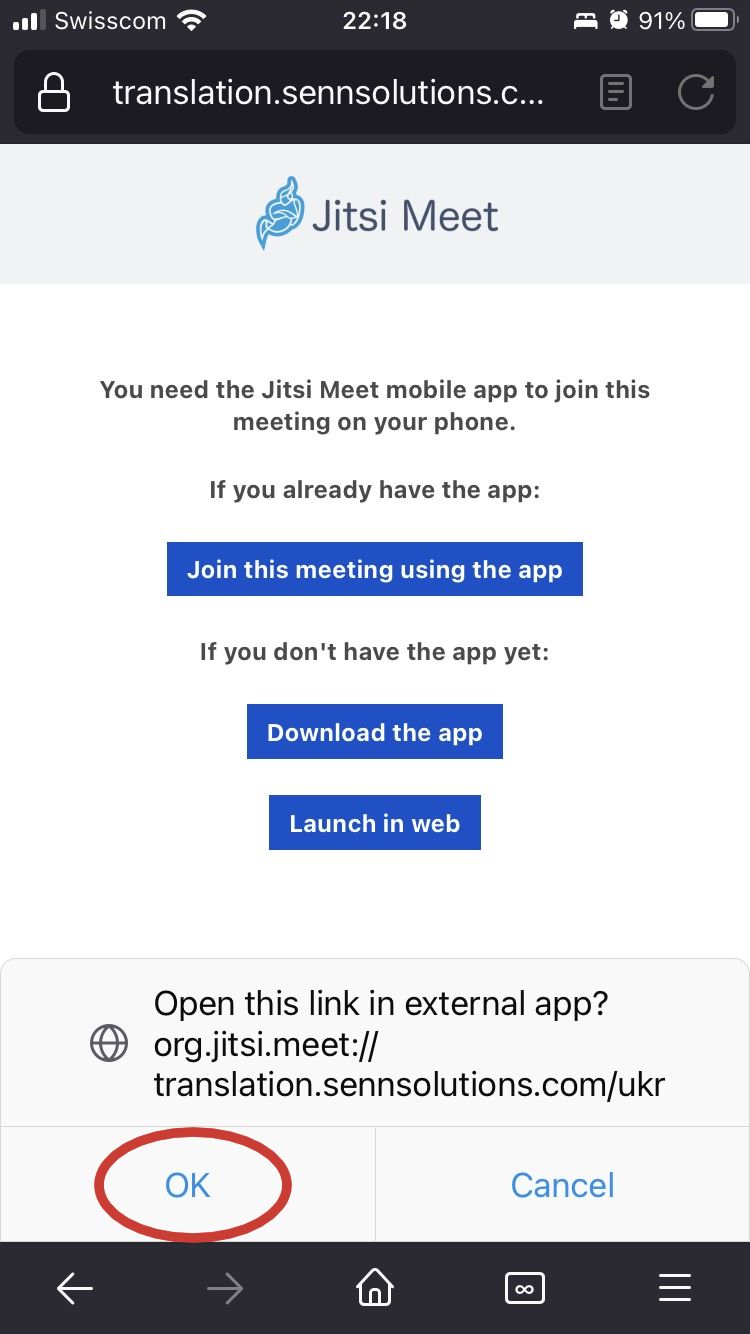 Swisscom 22:18 91%
translation.sennsolutions.c...
Jitsi Meet
You need the Jitsi Meet mobile app to join this
meeting on your phone.
If you already have the app:
Join this meeting using the app
If you don't have the app yet:
Download the app
Launch in web
Open this link in external app?
org.jitsi.meet://
translation.sennsolutions.com/ukr
OK Cancel
∞